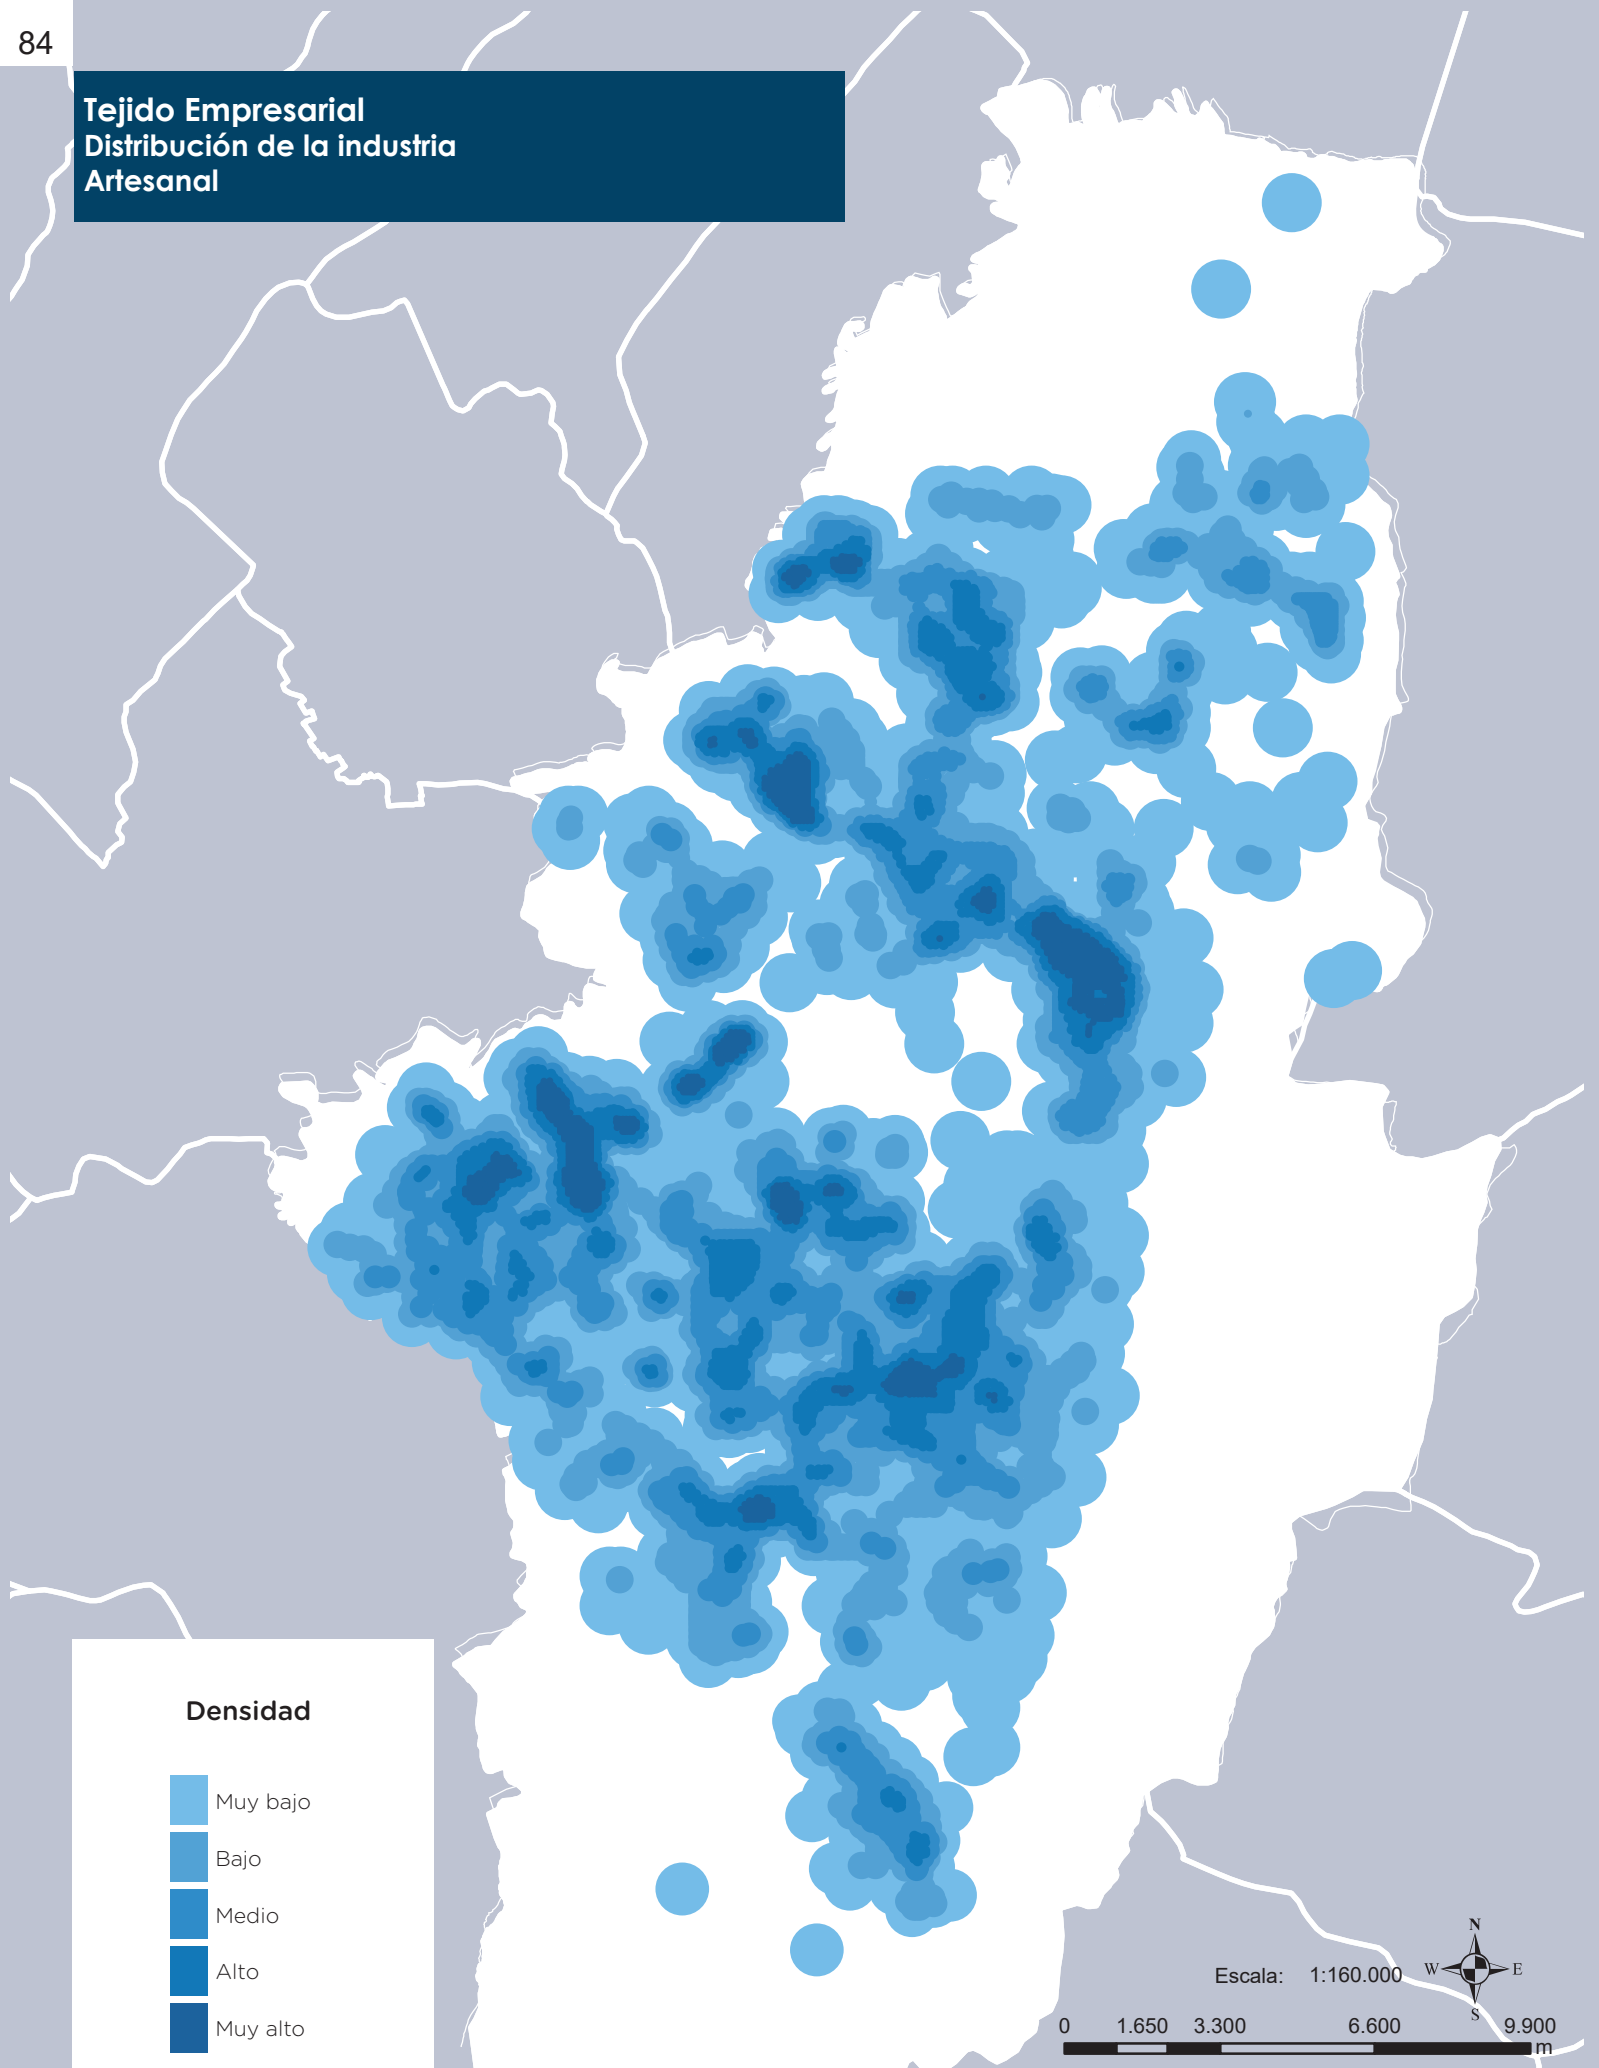 84
Tejido Empresarial
Distribución de la industria
Artesanal
Densidad
Muy bajo
Bajo
Medio
Alto
Muy alto
N
W E
S
Escala: 1:160.000
0 1.650 3.300 6.600 9.900
m